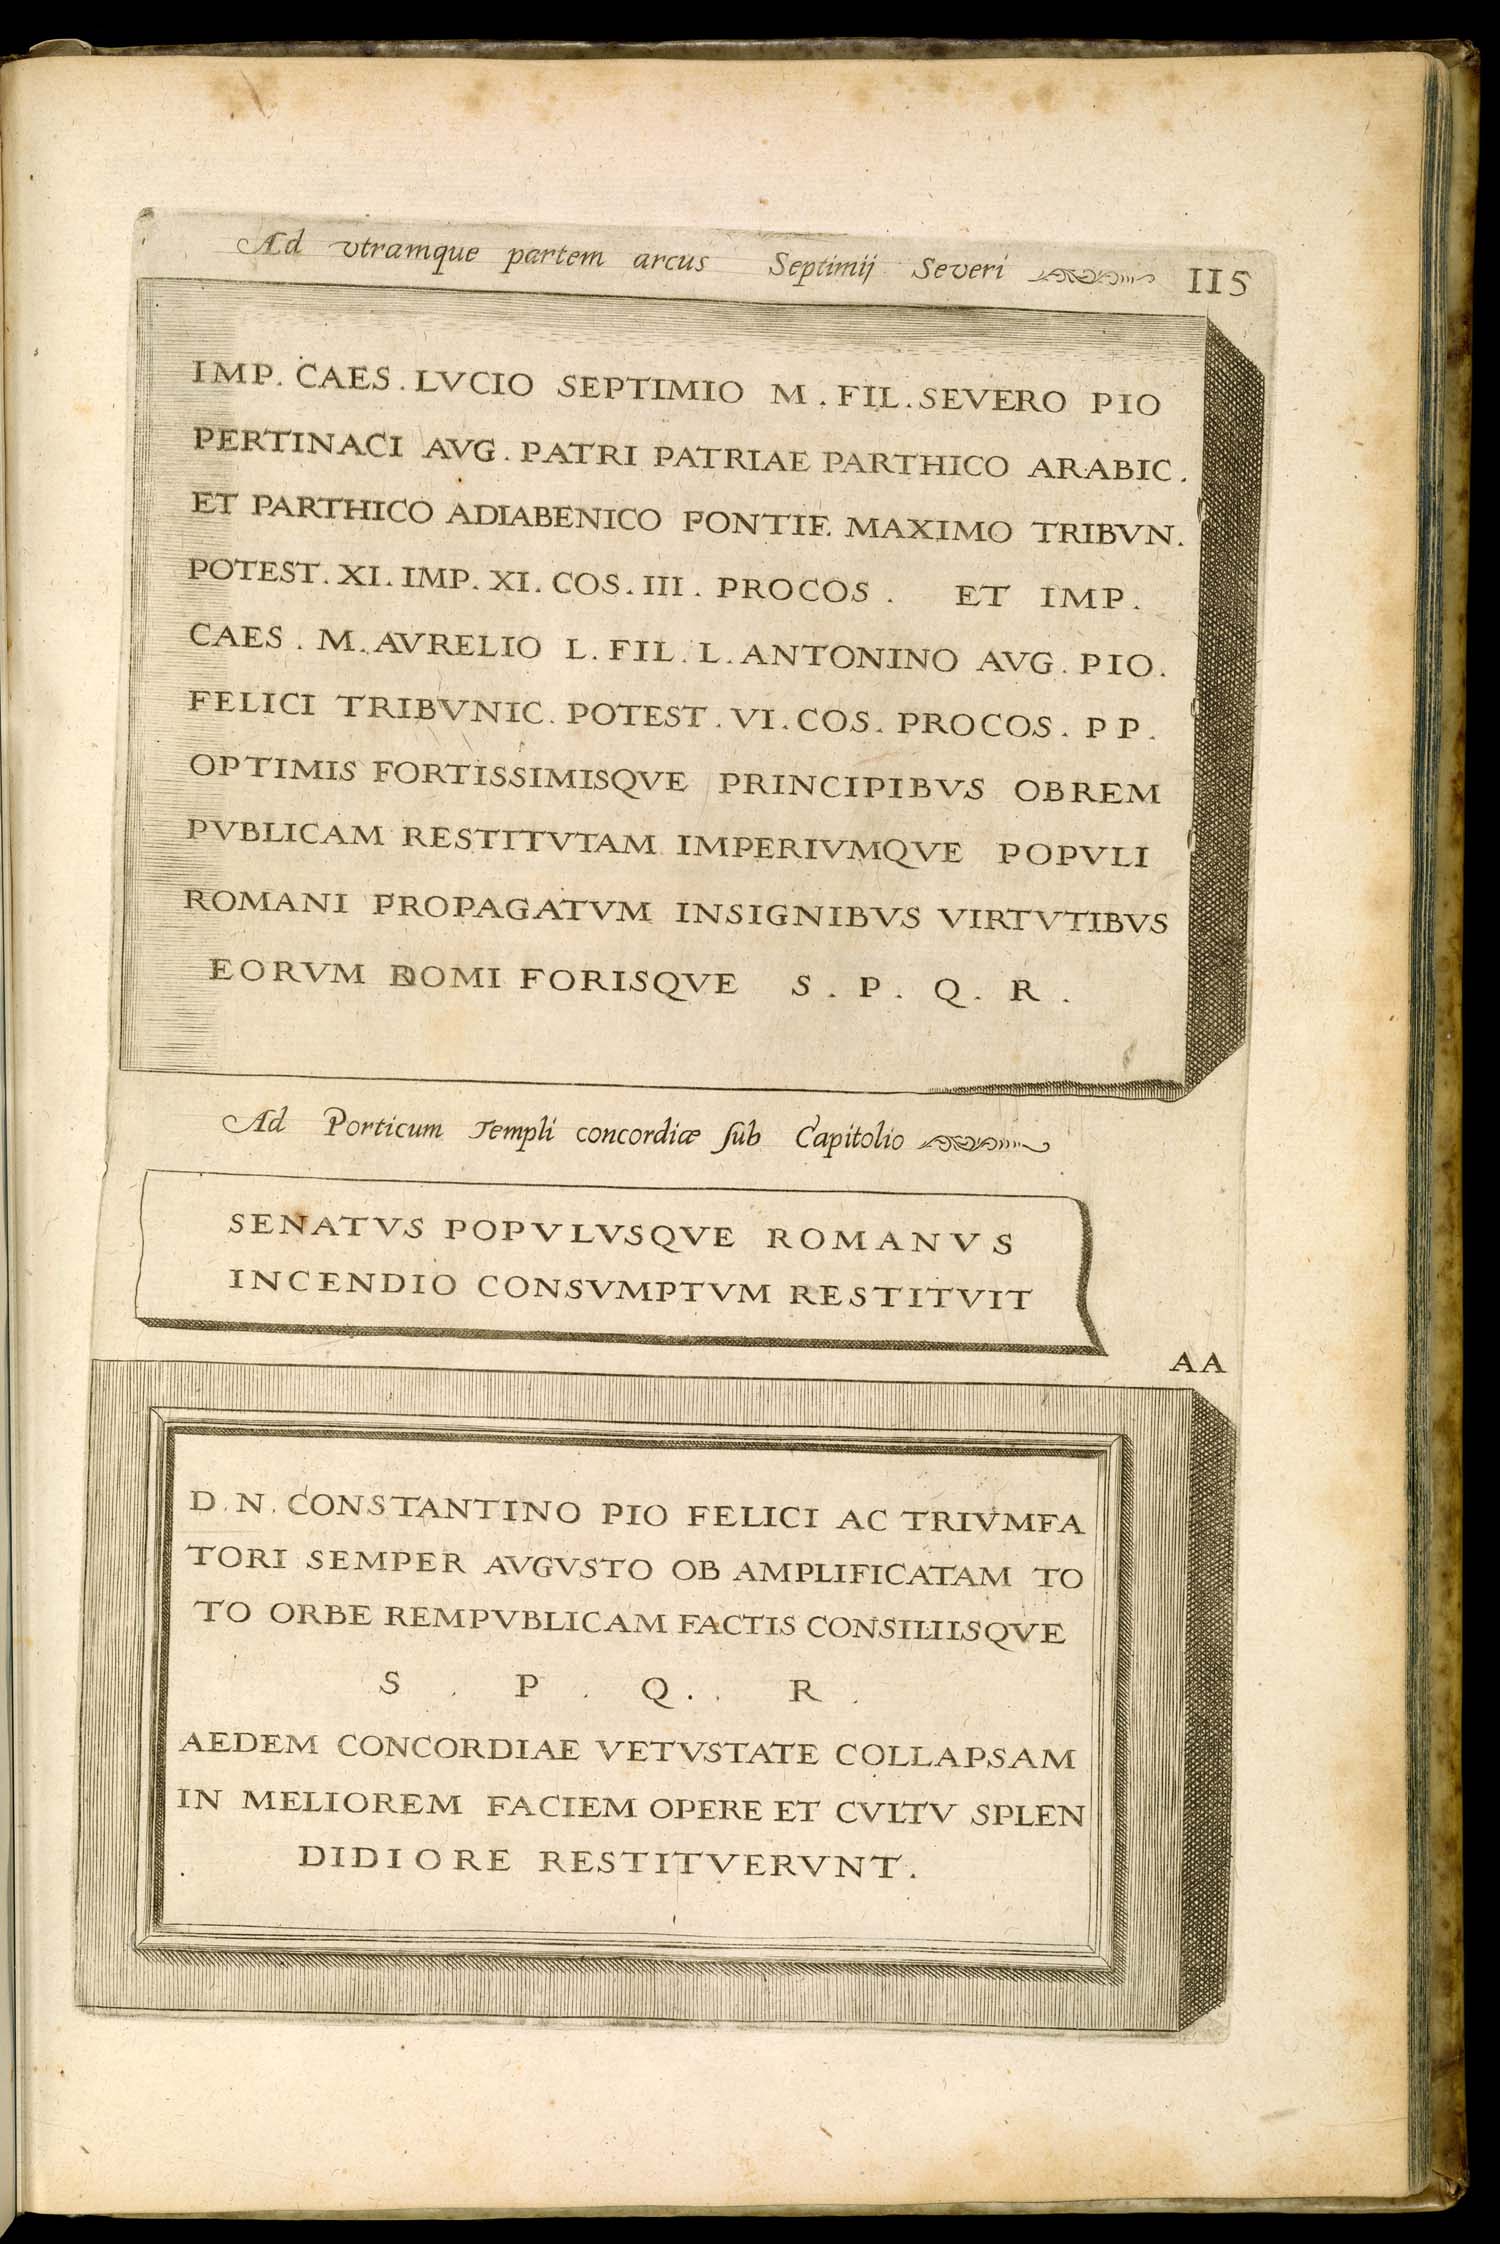 Ad vtramque partem arcus Septimij Severi 115
IMP. CAES. LVCIO SEPTIMIO M. FIL. SEVERO PIO
PERTINACI AVG. PATRI PATRIAE PARTHICO ARABIC.
ET PARTHICO ADIABENICO PONTIF. MAXIMO TRIBVN.
POTEST. XI. IMP. XI. COS. III. PROCOS. ET IMP.
CAES. M. AVRELIO L. FIL. L. ANTONINO AVG. PIO.
FELICI TRIBVNIC. POTEST. VI. COS. PROCOS. P P.
OPTIMIS FORTISSIMISQVE PRINCIPIBVS OBREM
PVBLICAM RESTITVTAM IMPERIVMQVE POPVLI
ROMANI PROPAGATVM INSIGNIBVS VIRTVTIBVS
EORVM DOMI FORISQVE S. P. Q. R.
Ad Porticum Templi concordiæ ſub Capitolio
SENATVS POPVLVSQVE ROMANVS
INCENDIO CONSVMPTVM RESTITVIT
AA
D. N. CONSTANTINO PIO FELICI AC TRIVMFA
TORI SEMPER AVGVSTO OB AMPLIFICATAM TO
TO ORBE REMPVBLICAM FACTIS CONSILIISQVE
S . P . Q . . R .
AEDEM CONCORDIAE VETVSTATE COLLAPSAM
IN MELIOREM FACIEM OPERE ET CVLTV SPLEN
DIDIORE RESTITVERVNT.